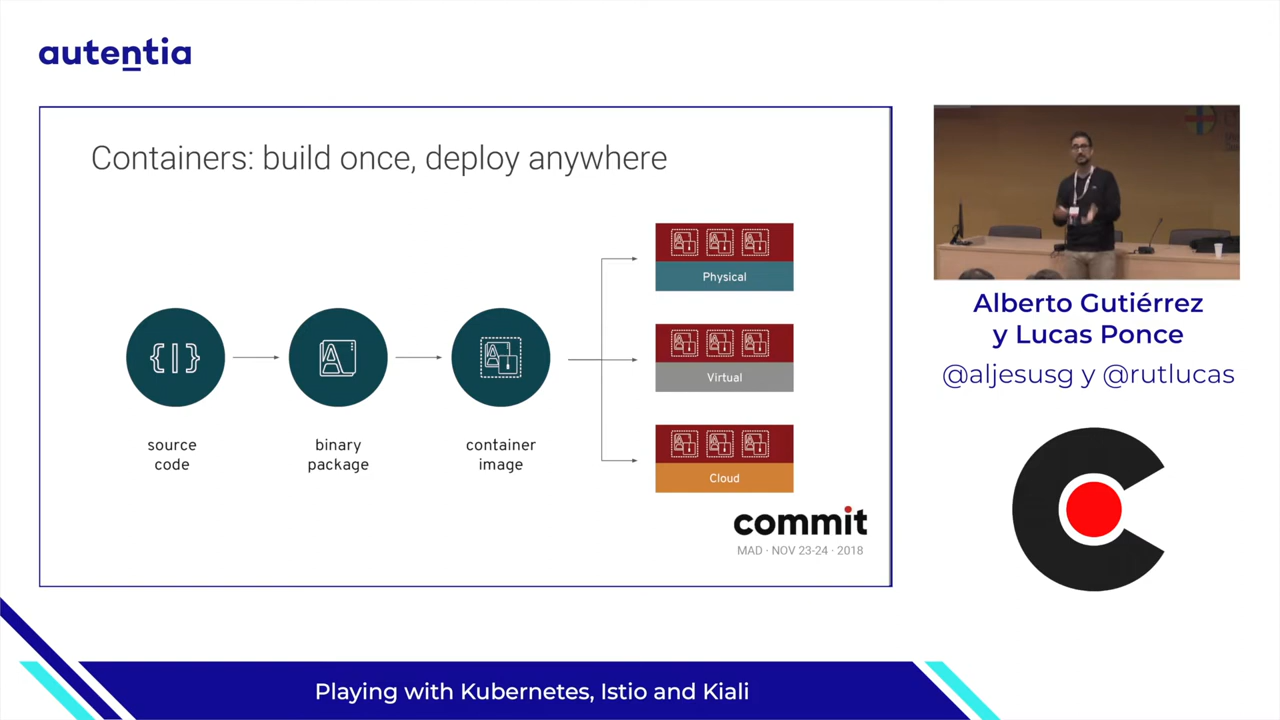 autentia
Containers: build once, deploy anywhere
source
code
binary
package
container
image
Physical
Virtual
Cloud
commit
MAD · NOV 23-24 · 2018
Alberto Gutiérrez
y Lucas Ponce
@aljesusg y @rutlucas
Playing with Kubernetes, Istio and Kiali